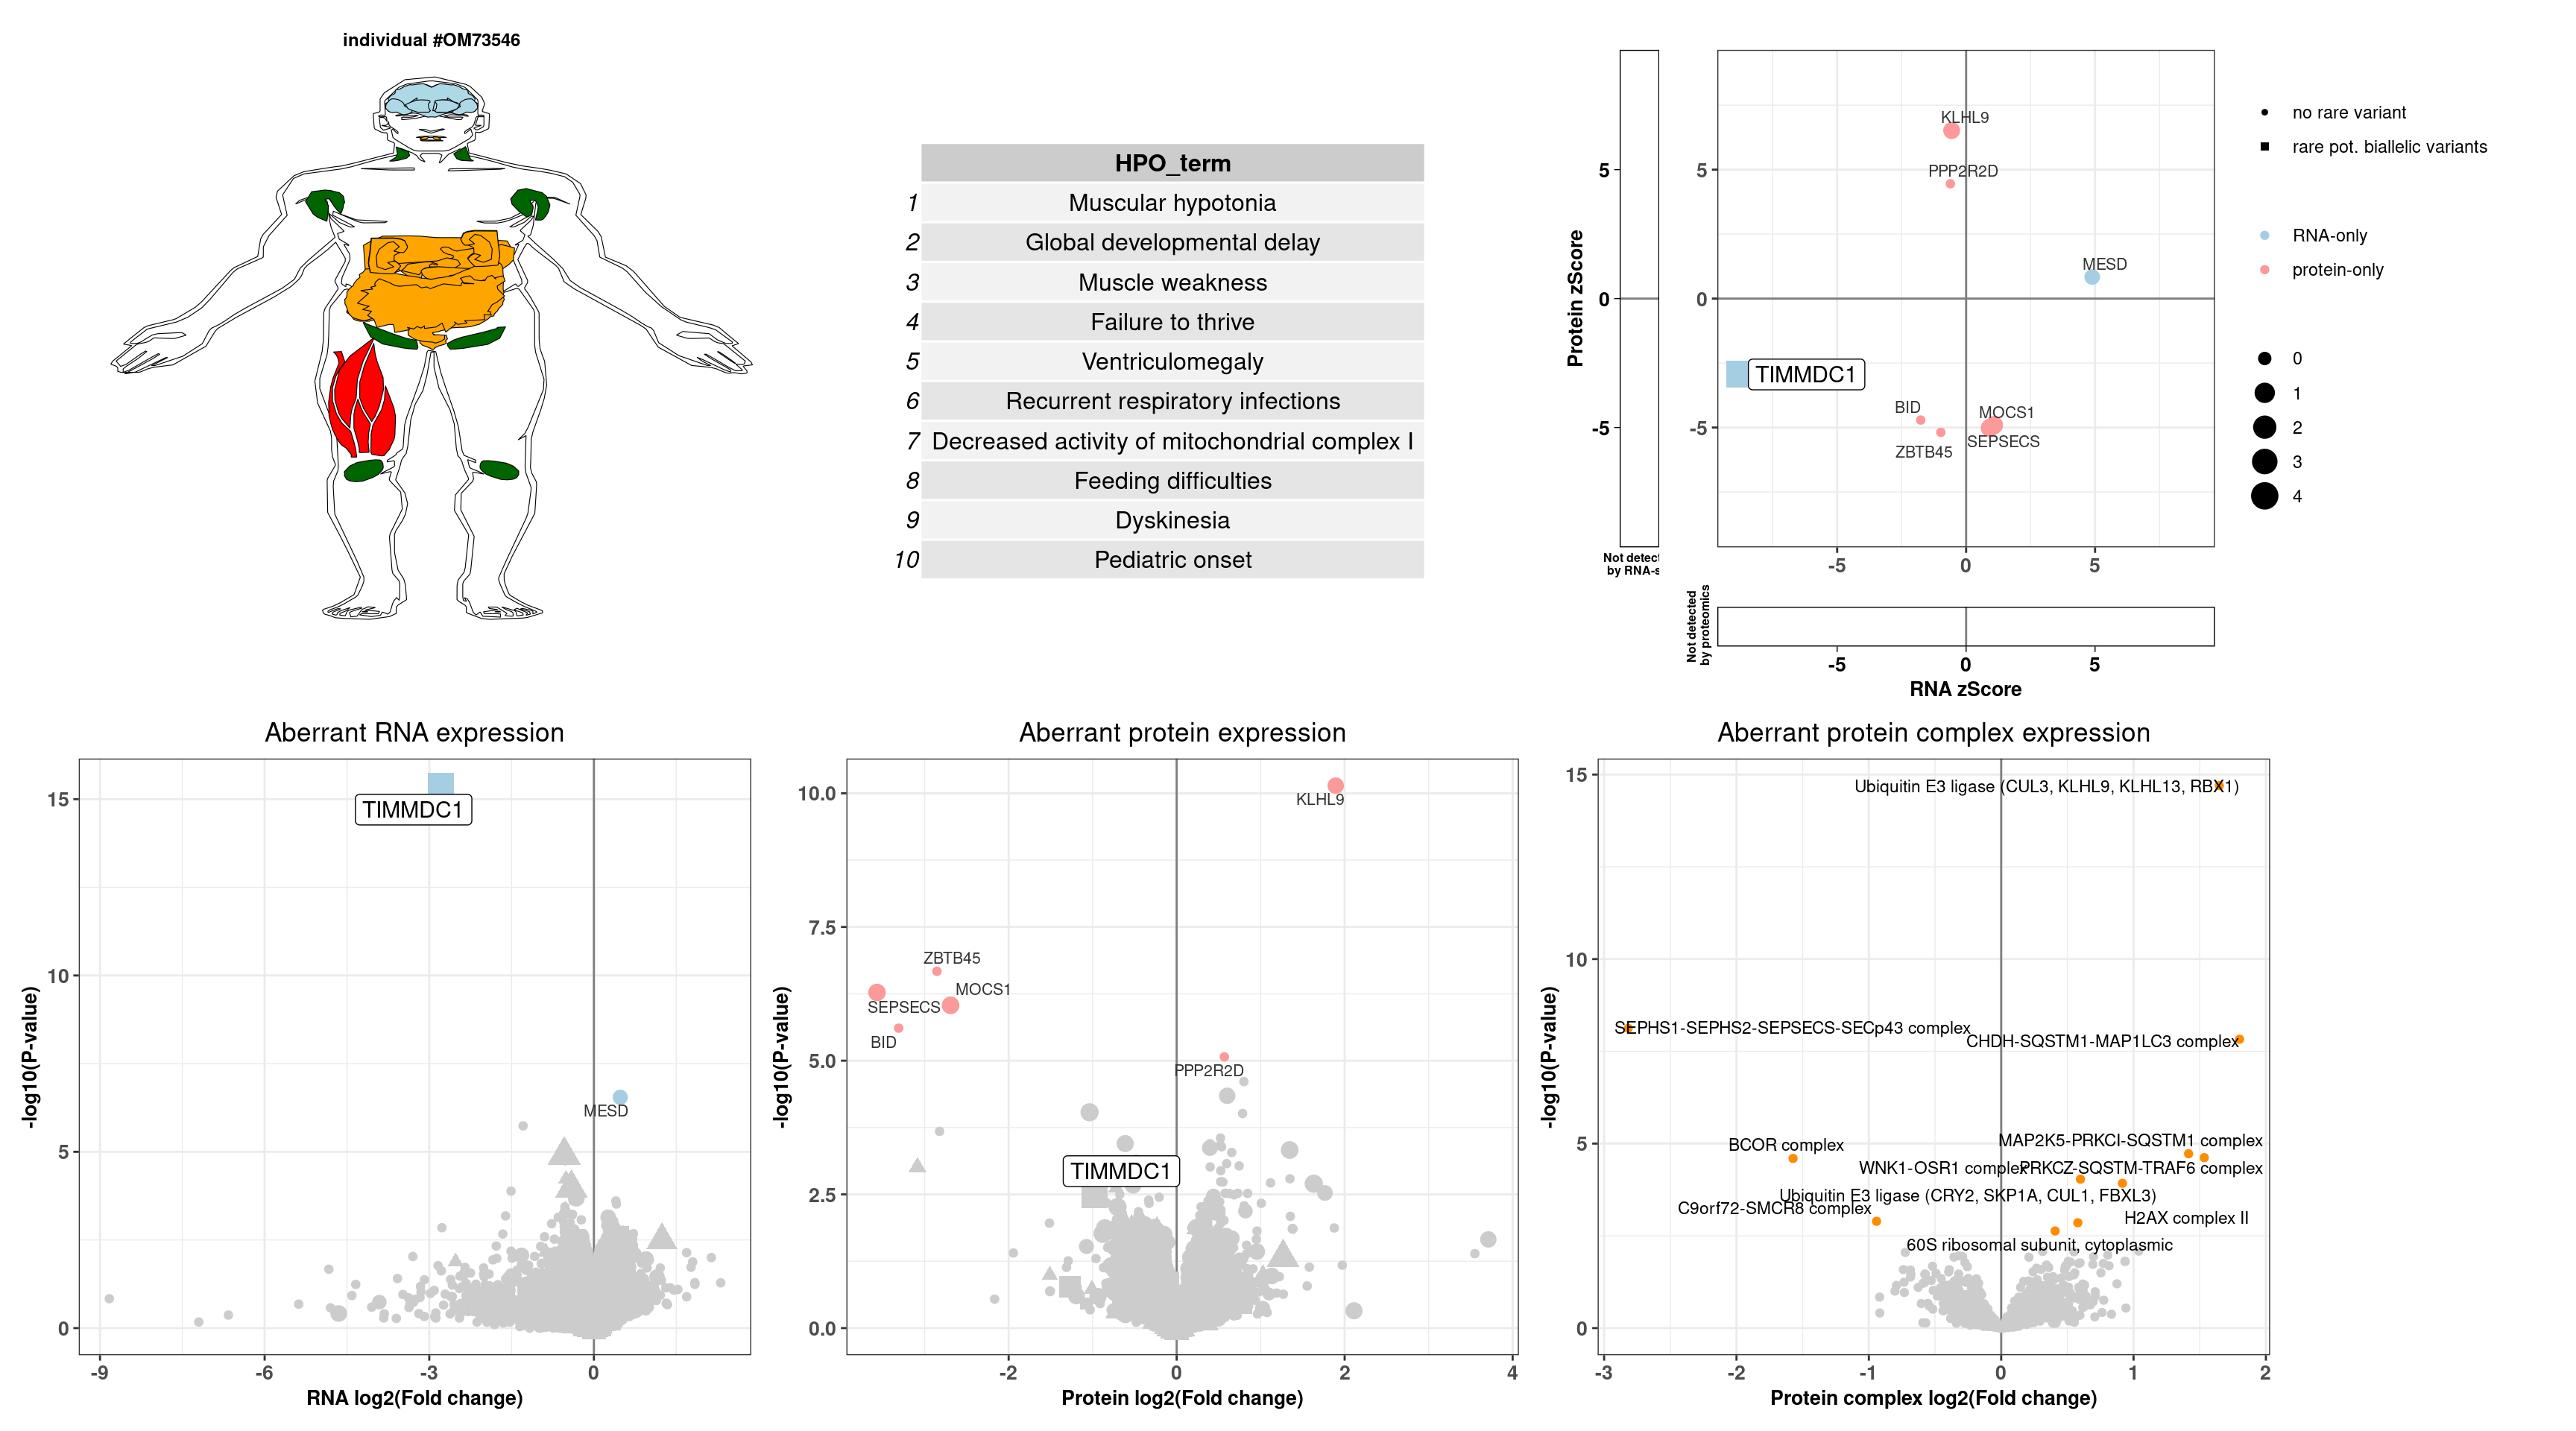 individual #OM73546
HPO_term
1 Muscular hypotonia
2 Global developmental delay
3 Muscle weakness
4 Failure to thrive
5 Ventriculomegaly
6 Recurrent respiratory infections
7 Decreased activity of mitochondrial complex I
8 Feeding difficulties
9 Dyskinesia
10 Pediatric onset
Protein zScore
5
0
-5
Not detect
by RNA-s
5
0
-5
KLHL9
PPP2R2D
MESD
TIMMDC1
BID
MOCS1
SEPSECS
ZBTB45
-5 0 5
Not detected
by proteomics
-5 0 5
RNA zScore
no rare variant
rare pot. biallelic variants
RNA-only
protein-only
0
1
2
3
4
Aberrant RNA expression
-log10(P-value)
15
10
5
0
TIMMDC1
MESD
-9 -6 -3 0
RNA log2(Fold change)
Aberrant protein expression
-log10(P-value)
10.0
7.5
5.0
2.5
0.0
KLHL9
ZBTB45
MOCS1
SEPSECS
BID
PPP2R2D
TIMMDC1
-2 0 2 4
Protein log2(Fold change)
Aberrant protein complex expression
-log10(P-value)
15
10
5
0
Ubiquitin E3 ligase (CUL3, KLHL9, KLHL13, RBX1)
SEPHS1-SEPHS2-SEPSECS-SECp43 complex
CHDH-SQSTM1-MAP1LC3 complex
BCOR complex
MAP2K5-PRKCI-SQSTM1 complex
WNK1-OSR1 complex
PRKCZ-SQSTM-TRAF6 complex
Ubiquitin E3 ligase (CRY2, SKP1A, CUL1, FBXL3)
C9orf72-SMCR8 complex
H2AX complex II
60S ribosomal subunit, cytoplasmic
-3 -2 -1 0 1 2
Protein complex log2(Fold change)